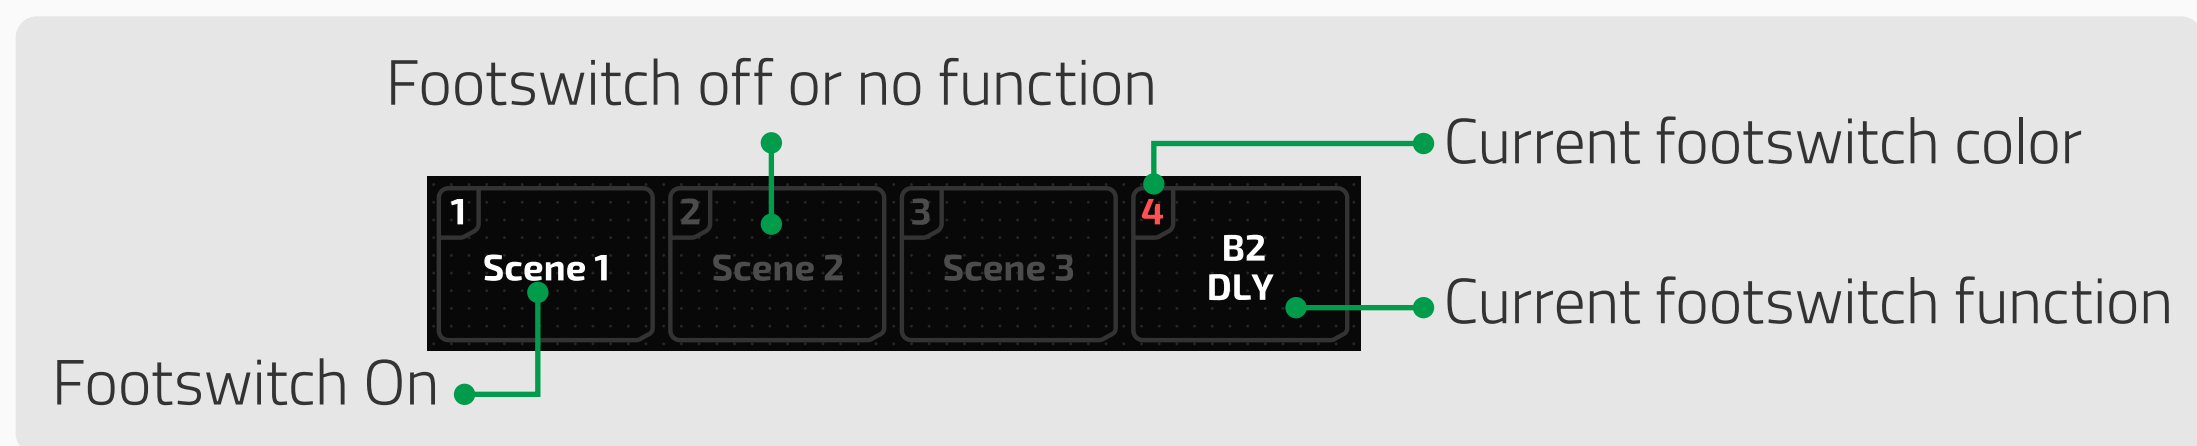 Footswitch off or no function
Current footswitch color
1
2
3
4
Scene 1
Scene 2
Scene 3
B2
DLY
Current footswitch function
Footswitch On